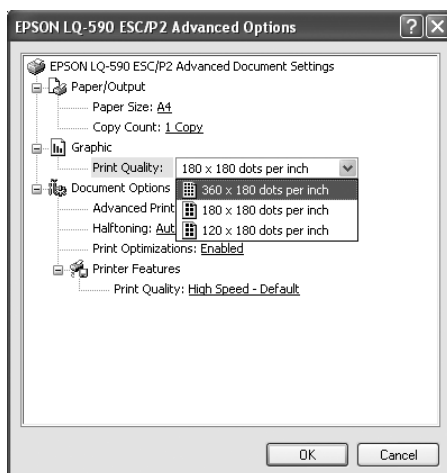 EPSON LQ-590 ESC/P2 Advanced Options
EPSON LQ-590 ESC/P2 Advanced Document Settings
Paper/Output
Paper Size: A4
Copy Count: 1 Copy
Graphic
Print Quality: 180 x 180 dots per inch
360 x 180 dots per inch
180 x 180 dots per inch
120 x 180 dots per inch
Document Options
Advanced Print
Halftoning: Aut
Print Optimizations: Enabled
Printer Features
Print Quality: High Speed - Default
OK
Cancel